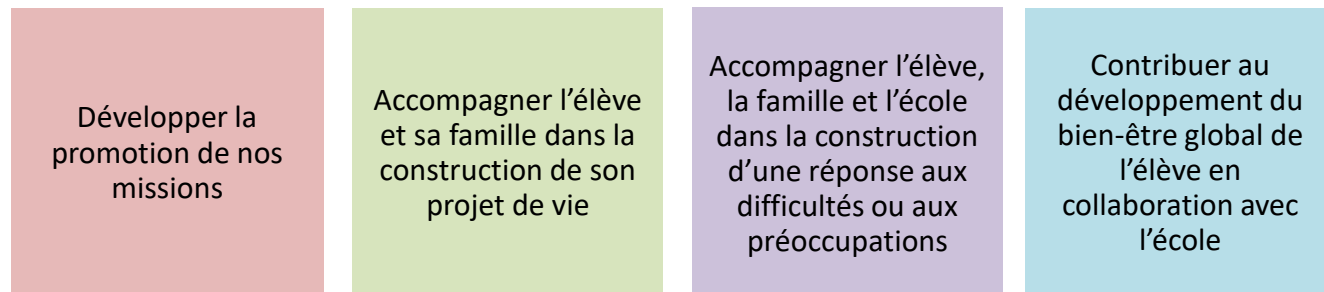 Développer la
promotion de nos
missions
Accompagner l’élève
et sa famille dans la
construction de son
projet de vie
Accompagner l’élève,
la famille et l’école
dans la construction
d’une réponse aux
difficultés ou aux
préoccupations
Contribuer au
développement du
bien-être global de
l’élève en
collaboration avec
l’école